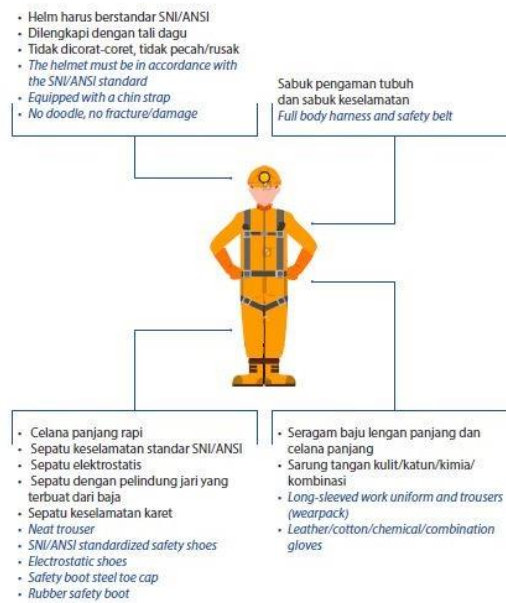 • Helm harus berstandar SNI/ANSI
• Dilengkapi dengan tali dagu
• Tidak dicorat-coret, tidak pecah/rusak
• The helmet must be in accordance with
the SNI/ANSI standard
• Equipped with a chin strap
• No doodle, no fracture/damage
Sabuk pengaman tubuh
dan sabuk keselamatan
Full body harness and safety belt
• Celana panjang rapi
• Sepatu keselamatan standar SNI/ANSI
• Sepatu elektrostatis
• Sepatu dengan pelindung jari yang
terbuat dari baja
• Sepatu keselamatan karet
• Neat trouser
• SNI/ANSI standardized safety shoes
• Electrostatic shoes
• Safety boot steel toe cap
• Rubber safety boot
• Seragam baju lengan panjang dan
celana panjang
• Sarung tangan kulit/katun/kimia/
kombinasi
• Long-sleeved work uniform and trousers
(wearpack)
• Leather/cotton/chemical/combination
gloves